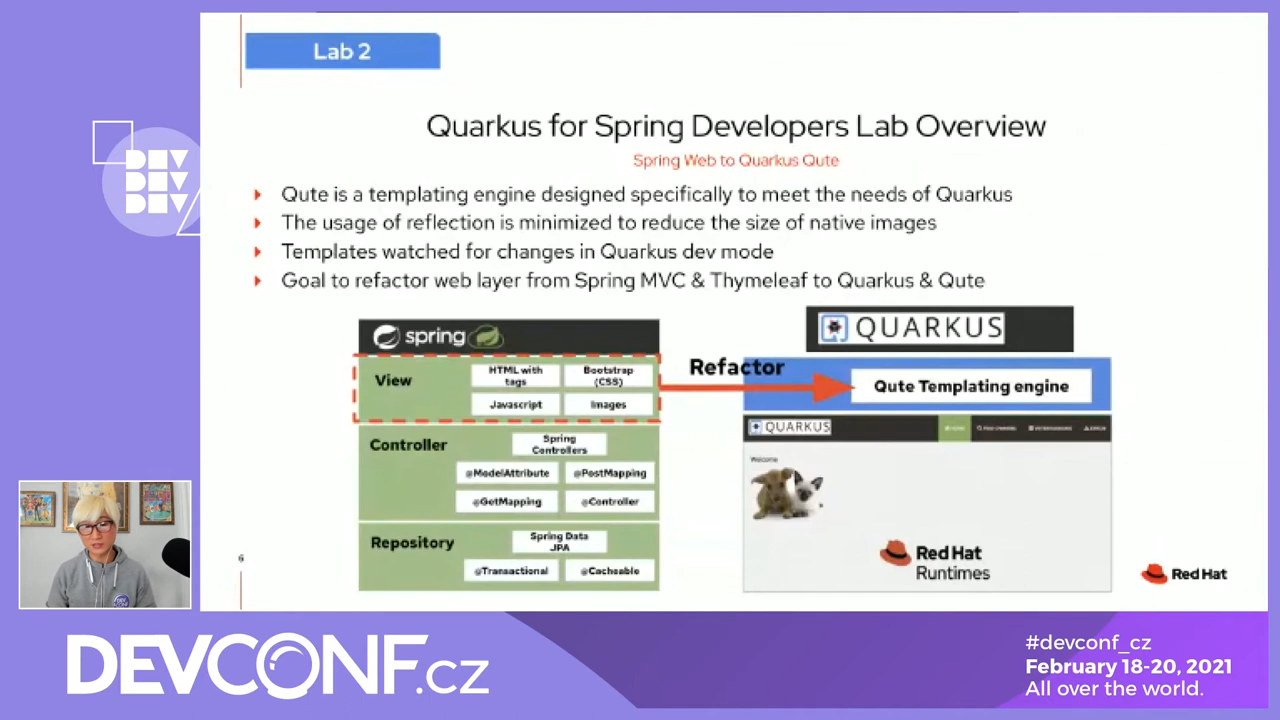 Lab 2
DEV
DEV
DEV
Quarkus for Spring Developers Lab Overview
Spring Web to Quarkus Qute
Qute is a templating engine designed specifically to meet the needs of Quarkus
The usage of reflection is minimized to reduce the size of native images
Templates watched for changes in Quarkus dev mode
Goal to refactor web layer from Spring MVC & Thymeleaf to Quarkus & Qute
spring
View
HTML with
tags
Bootstrap
(CSS)
Javascript
Images
Controller
Spring
Controllers
@ModelAttribute
@PostMapping
@GetMapping
@Controller
Repository
Spring Data
JPA
@Transactional
@Cacheable
Refactor
QUARKUS
Qute Templating engine
QUARKUS
HOME
Welcome
Red Hat
Runtimes
6
Red Hat
DEVCONF.cz
#devconf_cz
February 18-20, 2021
All over the world.